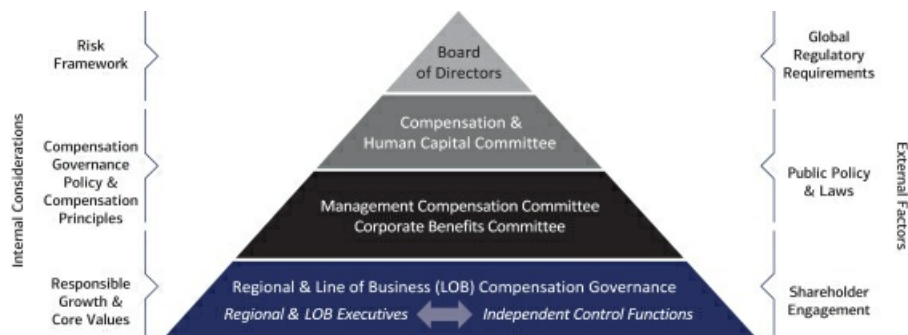 Internal Considerations
Risk
Framework
Compensation
Governance
Policy &
Compensation
Principles
Responsible
Growth &
Core Values
Board
of Directors
Compensation &
Human Capital Committee
Management Compensation Committee
Corporate Benefits Committee
Regional & Line of Business (LOB) Compensation Governance
Regional & LOB Executives
Independent Control Functions
Global
Regulatory
Requirements
Public Policy
& Laws
Shareholder
Engagement
External Factors